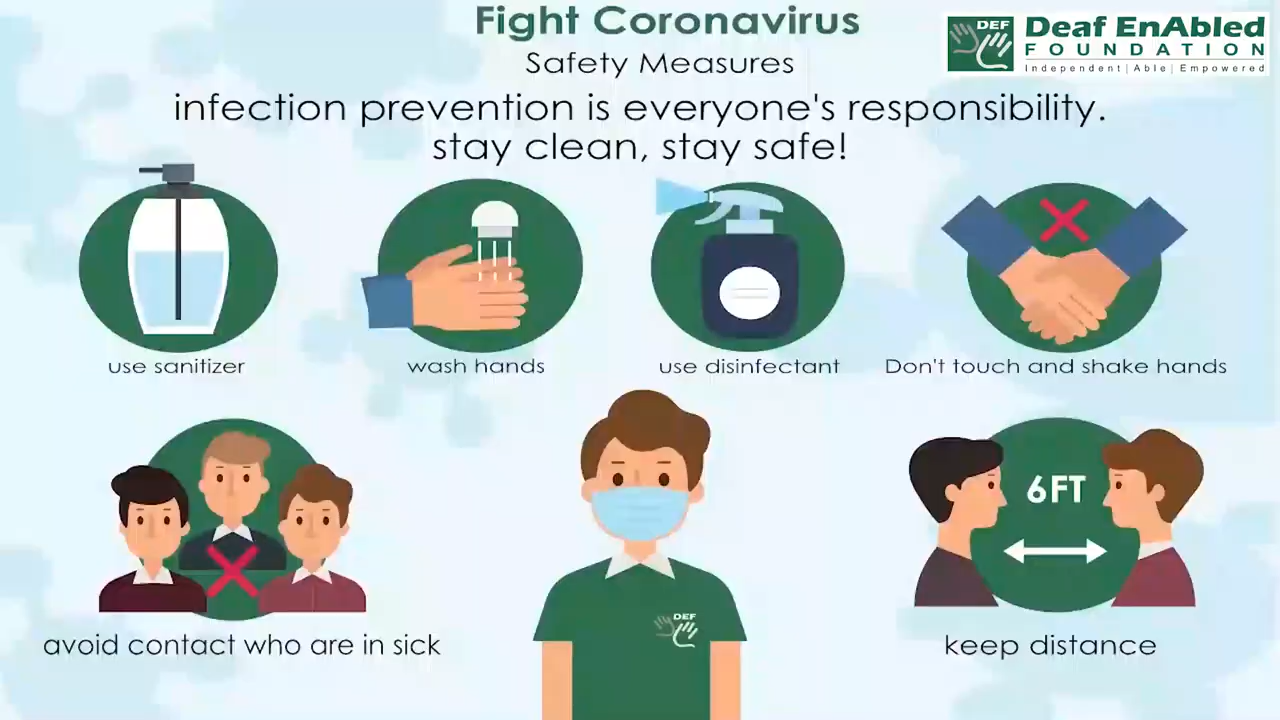 Fight Coronavirus
Safety Measures
DEF
Deaf EnAbled
FOUNDATION
Independent | Able | Empowered
infection prevention is everyone's responsibility.
stay clean, stay safe!
use sanitizer
wash hands
use disinfectant
Don't touch and shake hands
6 FT
DEF
avoid contact who are in sick
keep distance